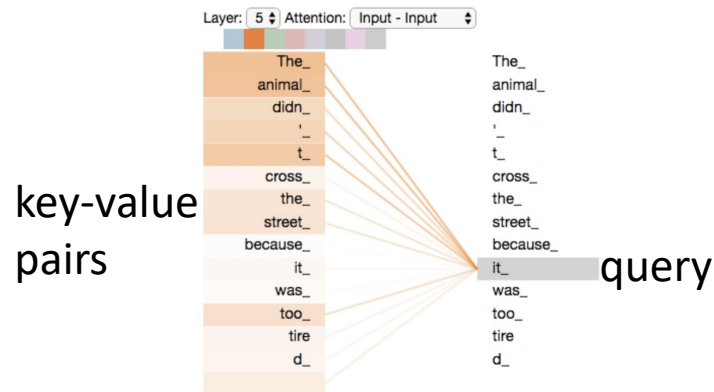 Layer: 5 Attention: Input - Input
The_
animal_
didn_
'_
t_
cross_
the_
street_
because_
it_
was_
too_
tire
d_
key-value
pairs
The_
animal_
didn_
'_
t_
cross_
the_
street_
because_
it_
was_
too_
tire
d_
query